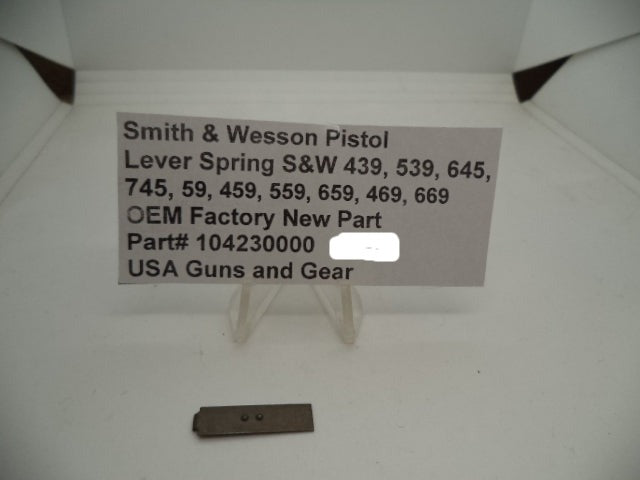 Smith & Wesson Pistol
Lever Spring S&W 439, 539, 645,
745, 59, 459, 559, 659, 469, 669
OEM Factory New Part
Part# 104230000
USA Guns and Gear